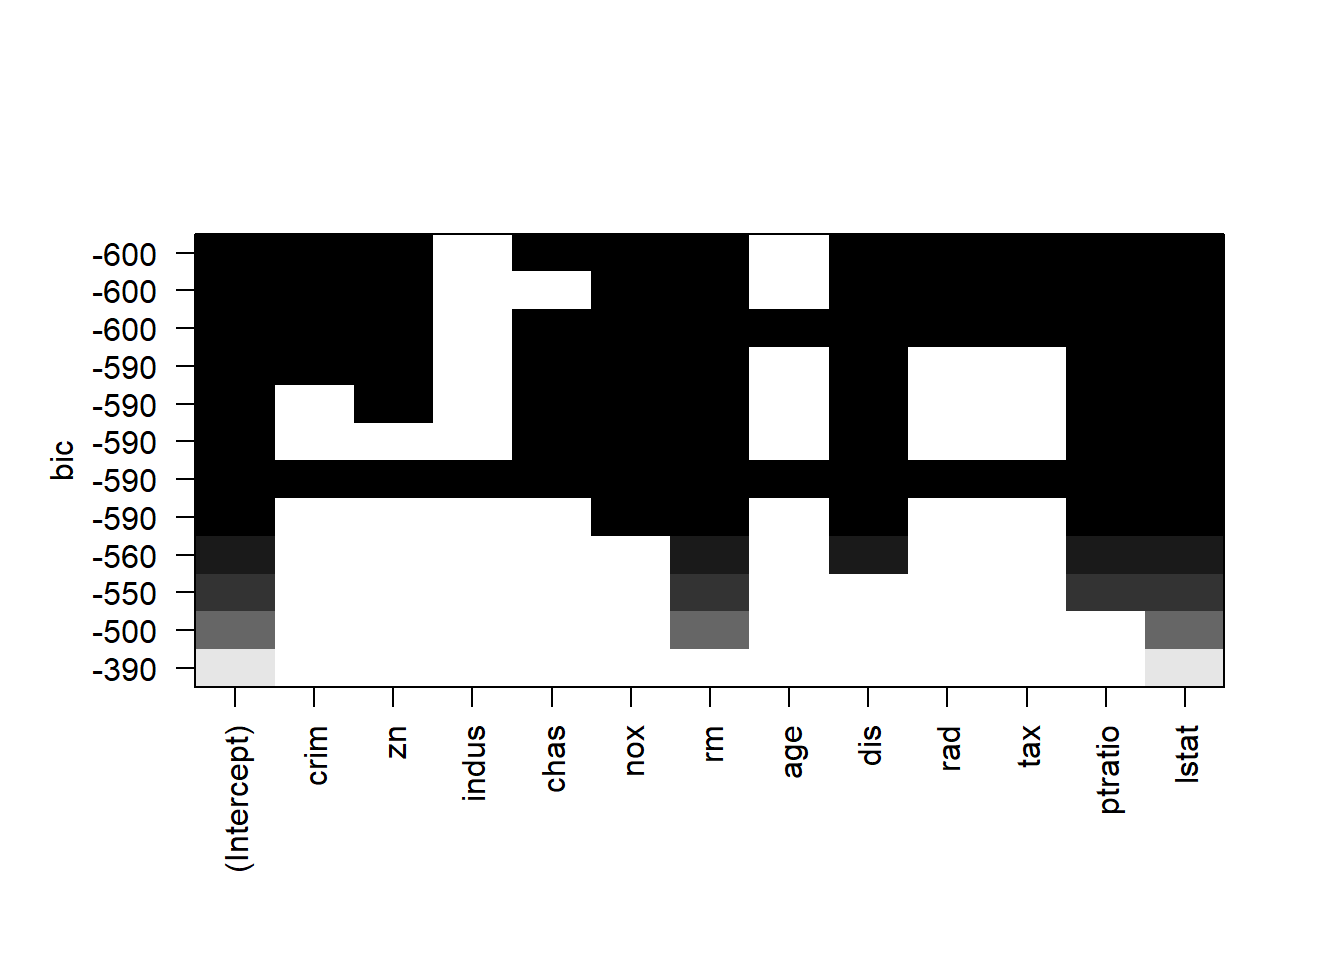 bic
-600
-600
-600
-590
-590
-590
-590
-590
-560
-550
-500
-390
(Intercept)
crim
zn
indus
chas
nox
rm
age
dis
rad
tax
ptratio
lstat